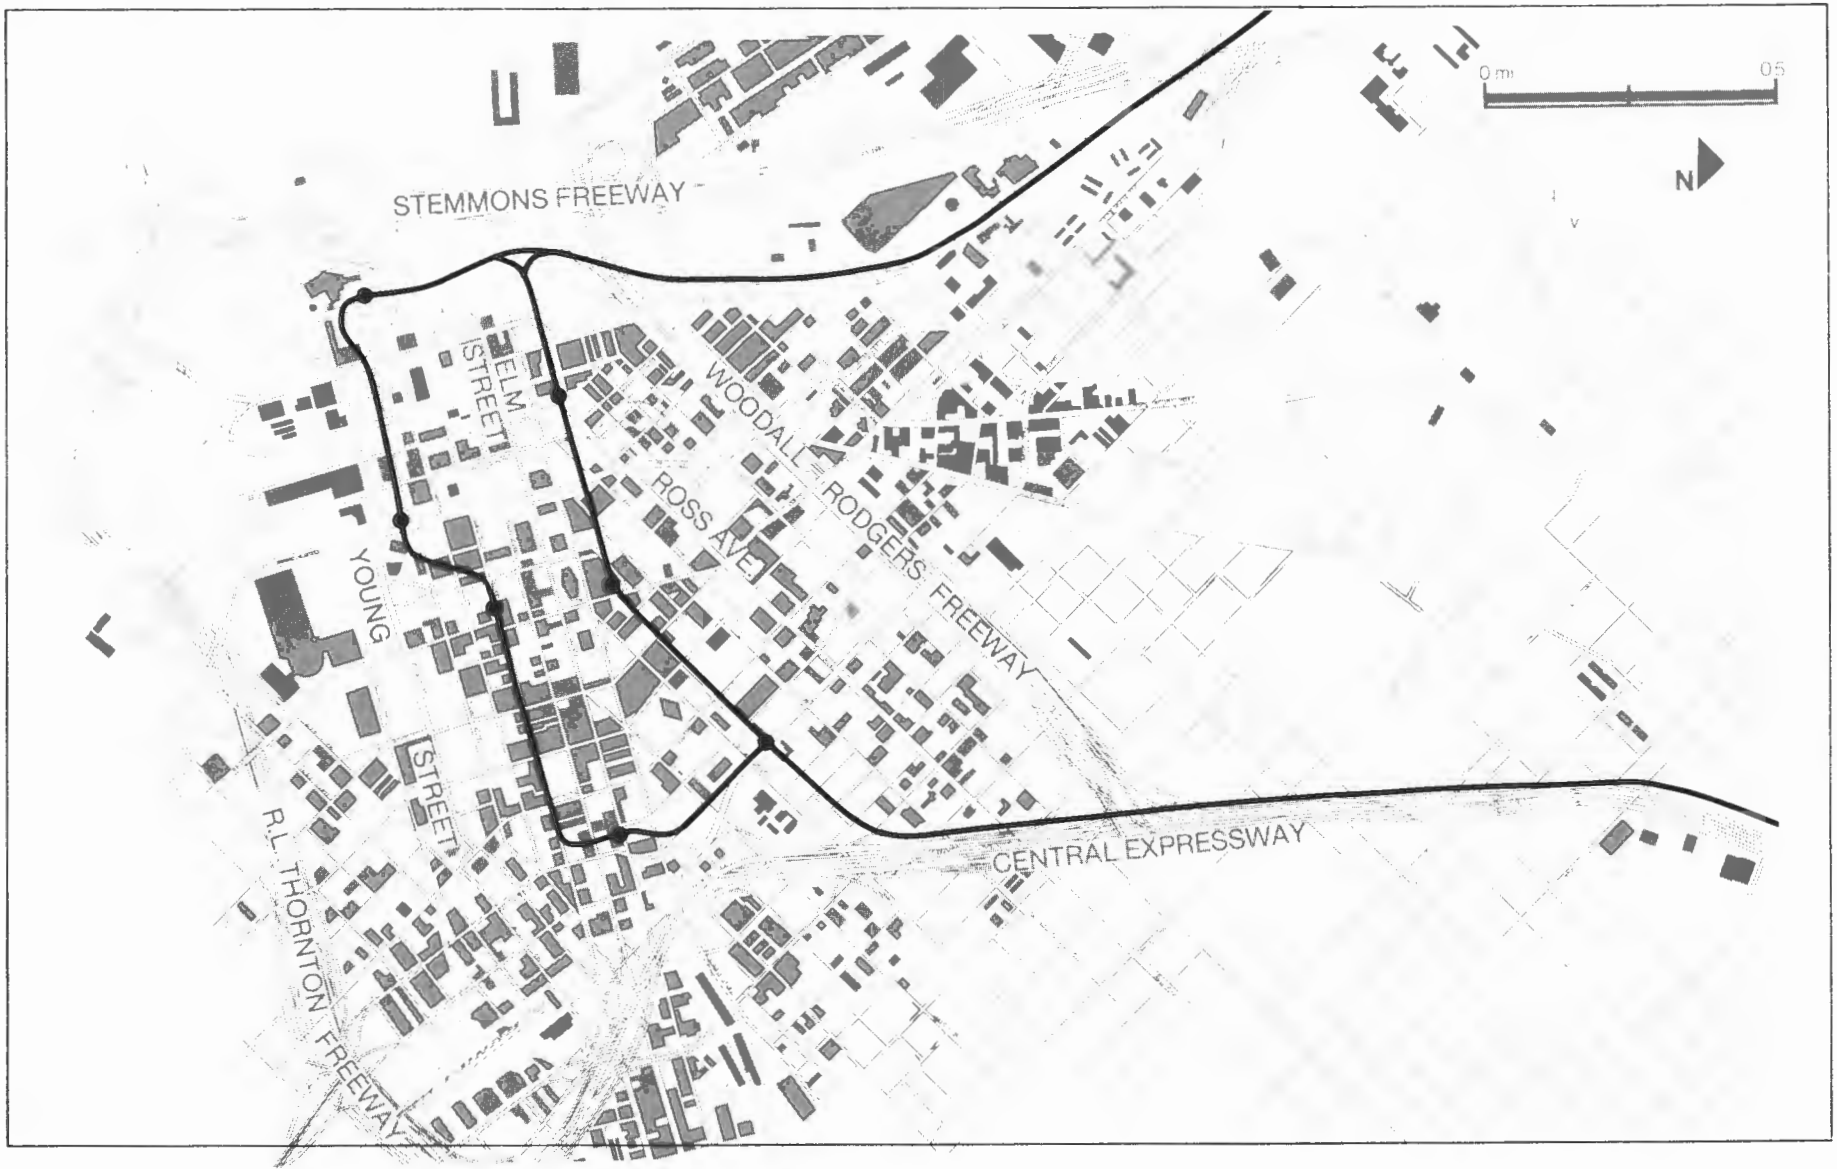 0 mi 0.5
N
STEMMONS FREEWAY
ELM
STREET
WOODALL RODGERS FREEWAY
ROSS AVE.
YOUNG
STREET
R.L. THORNTON FREEWAY
CENTRAL EXPRESSWAY